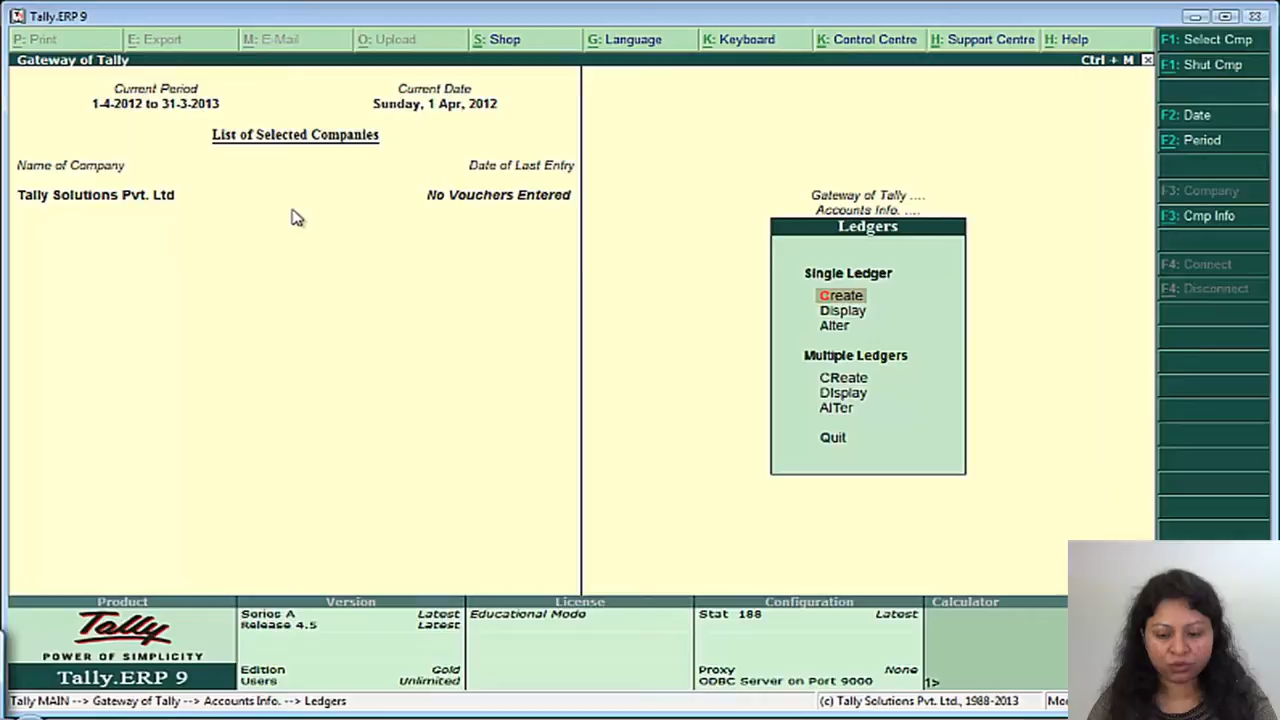 Tally.ERP 9
P: Print
E: Export
M: E-Mail
O: Upload
S: Shop
G: Language
K: Keyboard
K: Control Centre
H: Support Centre
H: Help
F1: Select Cmp
Gateway of Tally
Ctrl + M
F1: Shut Cmp
Current Period
Current Date
1-4-2012 to 31-3-2013
Sunday, 1 Apr, 2012
F2: Date
List of Selected Companies
F2: Period
Name of Company
Date of Last Entry
Tally Solutions Pvt. Ltd
No Vouchers Entered
F3: Company
F3: Cmp Info
F4: Connect
F4: Disconnect
Gateway of Tally ....
Accounts Info. ....
Ledgers
Single Ledger
Create
Display
Alter
Multiple Ledgers
CReate
DIsplay
AlTer
Quit
Product
Tally
POWER OF SIMPLICITY
Tally.ERP 9
Version
Series A Latest
Release 4.5 Latest
Edition Gold
Users Unlimited
License
Educational Mode
Configuration
Stat 188 Latest
Proxy None
ODBC Server on Port 9000
Calculator
1>
Tally MAIN --> Gateway of Tally --> Accounts Info. --> Ledgers
(c) Tally Solutions Pvt. Ltd., 1988-2013